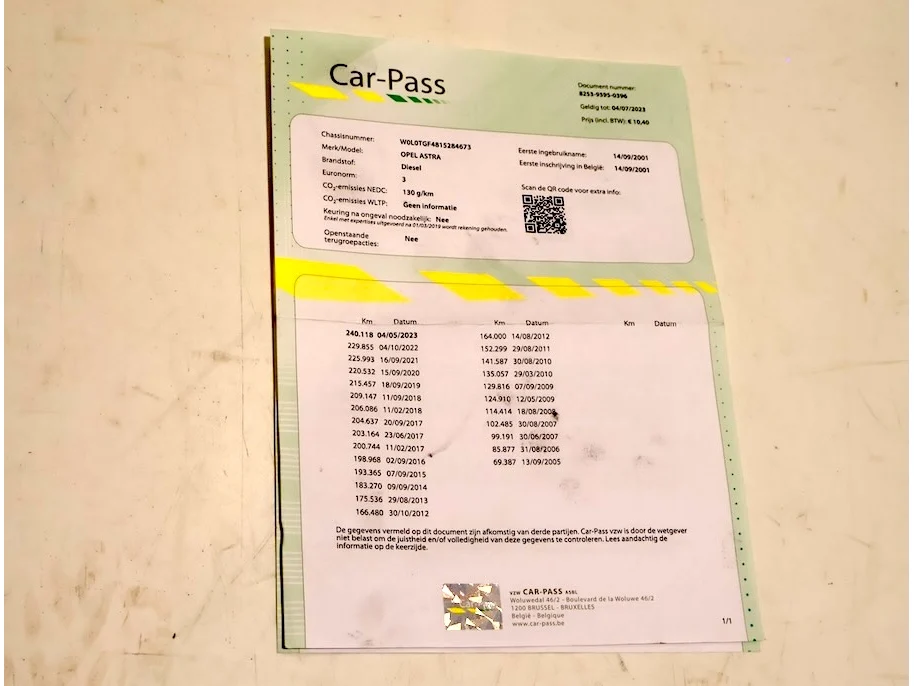 Car-Pass
Document nummer:
8253-9595-0396
Geldig tot: 04/07/2023
Prijs (incl. BTW): € 10,40
Chassisnummer: W0L0TGF4815284673
Merk/Model: OPEL ASTRA
Brandstof: Diesel
Euronorm: 3
CO₂-emissies NEDC: 130 g/km
CO₂-emissies WLTP: Geen informatie
Keuring na ongeval noodzakelijk: Nee
Enkel met expertises uitgevoerd na 01/03/2019 wordt rekening gehouden.
Openstaande
terugroepacties: Nee
Eerste ingebruikname: 14/09/2001
Eerste inschrijving in België: 14/09/2001
Scan de QR code voor extra info:
Km Datum
240.118 04/05/2023
229.855 04/10/2022
225.993 16/09/2021
220.532 15/09/2020
215.457 18/09/2019
209.147 11/09/2018
206.086 11/02/2018
204.637 20/09/2017
203.164 23/06/2017
200.744 11/02/2017
198.968 02/09/2016
193.365 07/09/2015
183.270 09/09/2014
175.536 29/08/2013
166.480 30/10/2012
Km Datum
164.000 14/08/2012
152.299 29/08/2011
141.587 30/08/2010
135.057 29/03/2010
129.816 07/09/2009
124.910 12/05/2009
114.414 18/08/2008
102.485 30/08/2007
99.191 30/06/2007
85.877 31/08/2006
69.387 13/09/2005
Km Datum
De gegevens vermeld op dit document zijn afkomstig van derde partijen. Car-Pass vzw is door de wetgever
niet belast om de juistheid en/of volledigheid van deze gegevens te controleren. Lees aandachtig de
informatie op de keerzijde.
vzw CAR-PASS ASBL
Woluwedal 46/2 - Boulevard de la Woluwe 46/2
1200 BRUSSEL - BRUXELLES
België - Belgique
www.car-pass.be
1/1